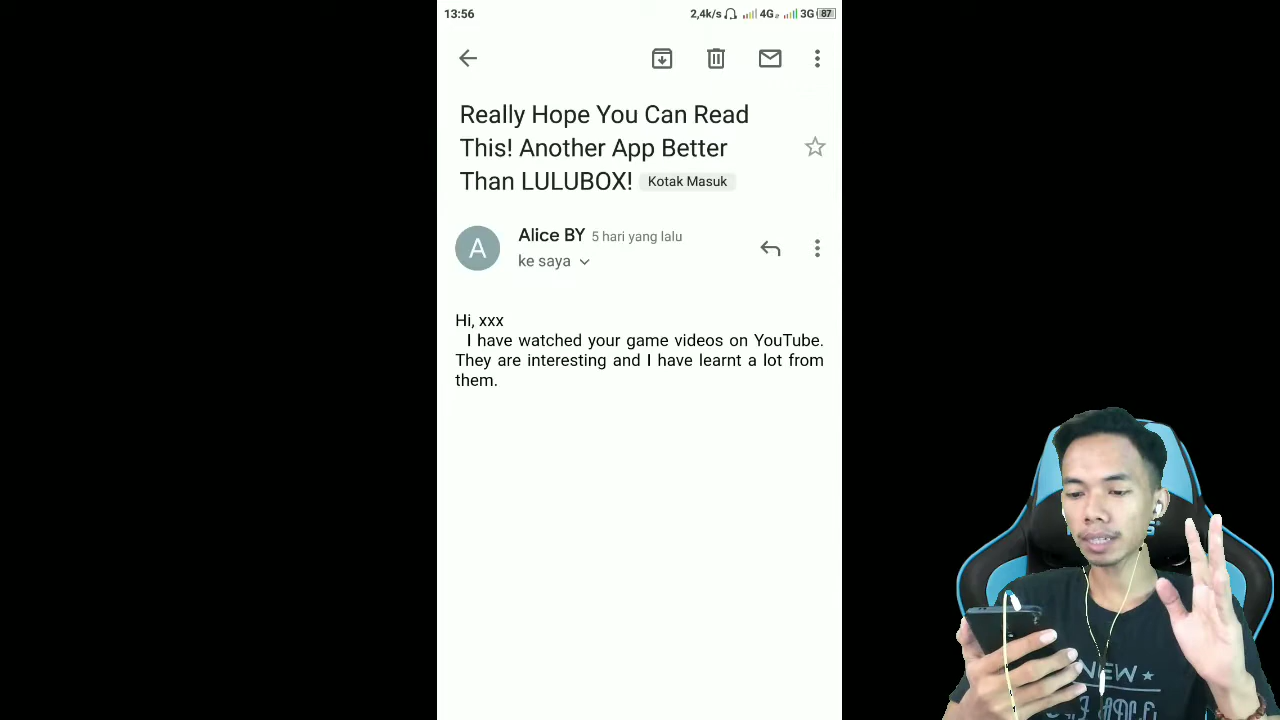 13:56
2,4k/s 4G 3G 87
Really Hope You Can Read
This! Another App Better
Than LULUBOX! Kotak Masuk
A
Alice BY 5 hari yang lalu
ke saya
Hi, xxx
I have watched your game videos on YouTube.
They are interesting and I have learnt a lot from
them.
NEW